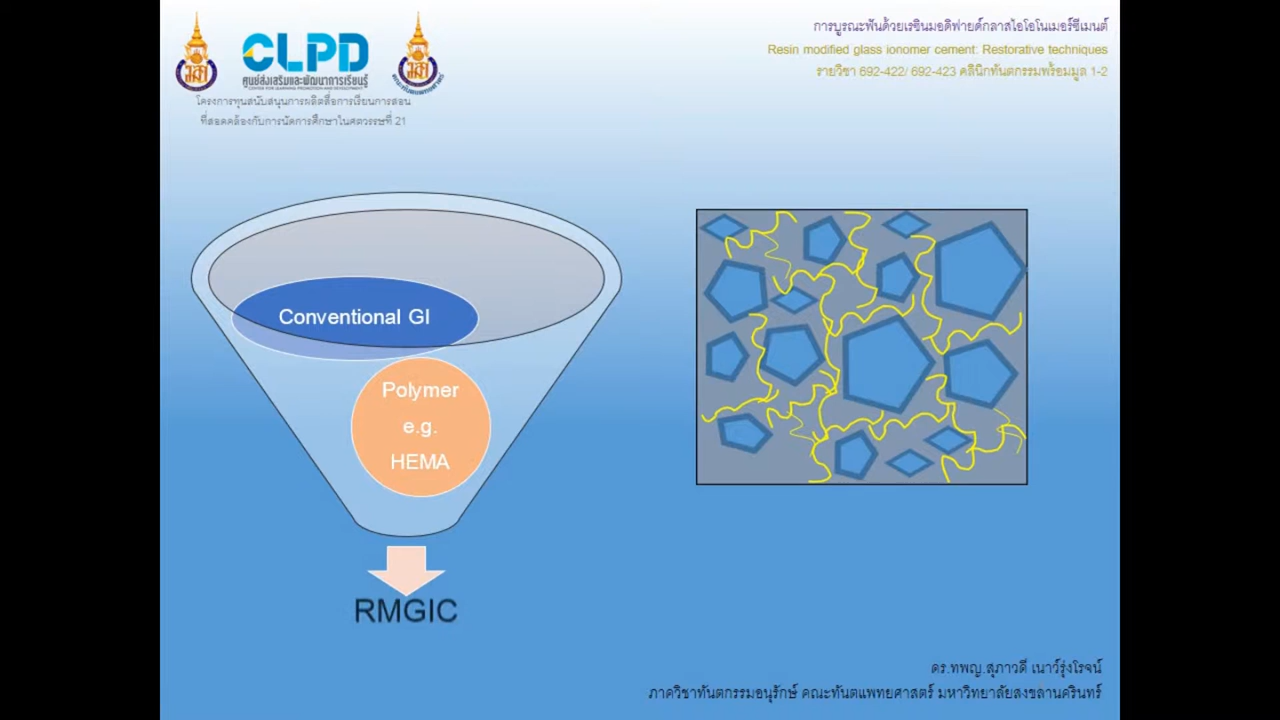 CLPD
ศูนย์ส่งเสริมและพัฒนาการเรียนรู้
CENTER FOR LEARNING PROMOTION AND DEVELOPMENT
โครงการทุนสนับสนุนการผลิตสื่อการเรียนการสอน
ที่สอดคล้องกับการจัดการศึกษาในศตวรรษที่ 21
การบูรณะฟันด้วยเรซินมอดิฟายด์กลาสไอโอโนเมอร์ซีเมนต์
Resin modified glass ionomer cement: Restorative techniques
รายวิชา 692-422/ 692-423 คลินิกทันตกรรมพร้อมมูล 1-2
Conventional GI
Polymer
e.g.
HEMA
RMGIC
ดร.ทพญ.สุภาวดี เนาว์รุ่งโรจน์
ภาควิชาทันตกรรมอนุรักษ์ คณะทันตแพทยศาสตร์ มหาวิทยาลัยสงขลานครินทร์